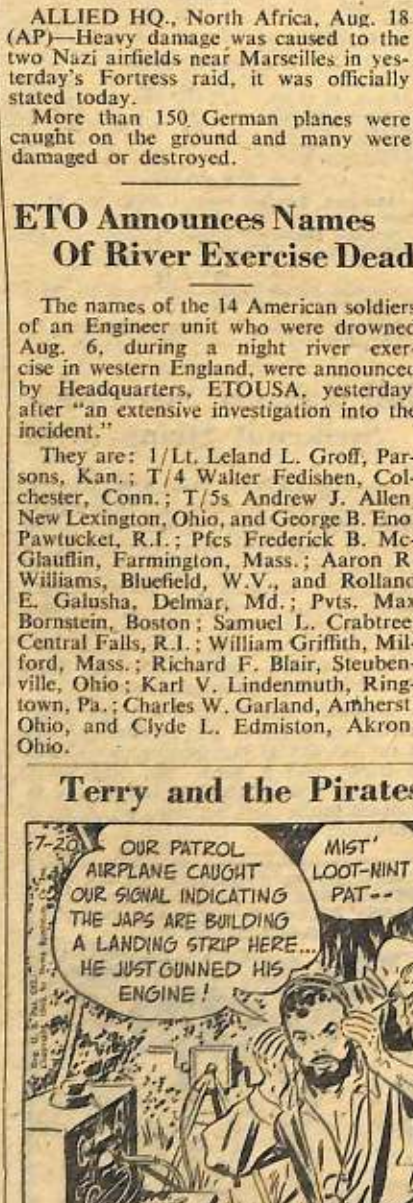 ALLIED HQ., North Africa, Aug. 18
(AP)—Heavy damage was caused to the
two Nazi airfields near Marseilles in yes-
terday's Fortress raid, it was officially
stated today.
More than 150 German planes were
caught on the ground and many were
damaged or destroyed.
ETO Announces Names
Of River Exercise Dead
The names of the 14 American soldiers
of an Engineer unit who were drowned
Aug. 6, during a night river exer-
cise in western England, were announced
by Headquarters, ETOUSA, yesterday
after "an extensive investigation into the
incident."
They are: 1/Lt. Leland L. Groff, Par-
sons, Kan.; T/4 Walter Fedishen, Col-
chester, Conn.; T/5s Andrew J. Allen
New Lexington, Ohio, and George B. Eno,
Pawtucket, R.I.; Pfcs Frederick B. Mc-
Glauflin, Farmington, Mass.; Aaron R
Williams, Bluefield, W.V., and Rolland
E. Galusha, Delmar, Md.; Pvts. Max
Bornstein, Boston; Samuel L. Crabtree
Central Falls, R.I.; William Griffith, Mil-
ford, Mass.; Richard F. Blair, Steuben-
ville, Ohio; Karl V. Lindenmuth, Ring-
town, Pa.; Charles W. Garland, Amherst
Ohio, and Clyde L. Edmiston, Akron
Ohio.
Terry and the Pirates
7-20
OUR PATROL
AIRPLANE CAUGHT
OUR SIGNAL INDICATING
THE JAPS ARE BUILDING
A LANDING STRIP HERE...
HE JUST GUNNED HIS
ENGINE!
MIST'
LOOT-NINT
PAT--